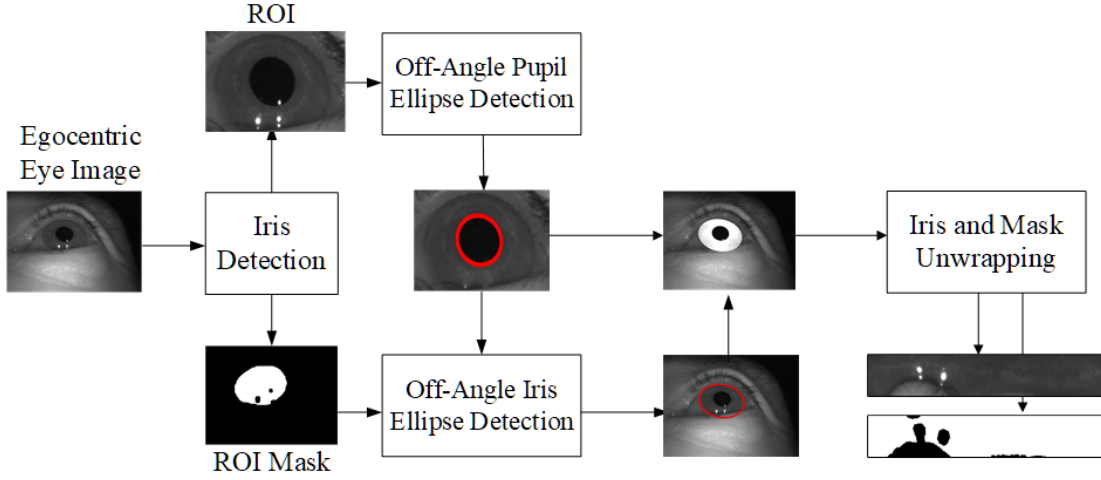 ROI
Off-Angle Pupil
Ellipse Detection
Egocentric
Eye Image
Iris
Detection
Iris and Mask
Unwrapping
Off-Angle Iris
Ellipse Detection
ROI Mask